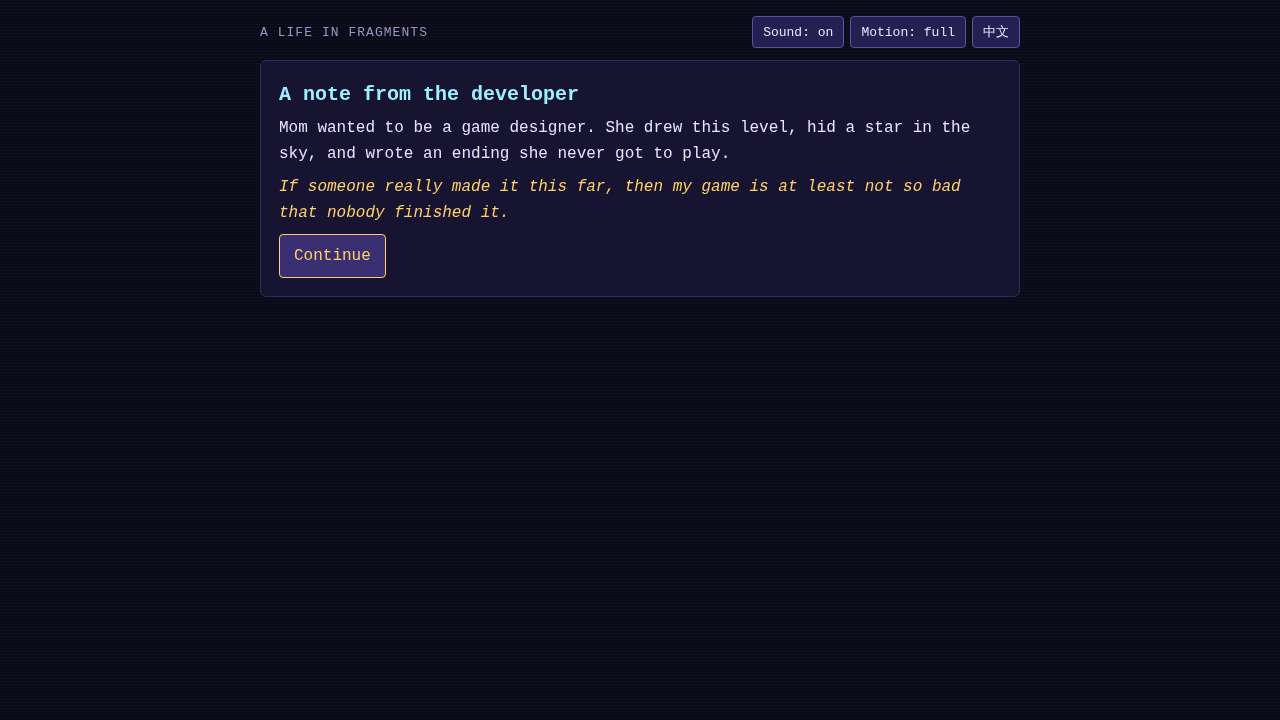 A LIFE IN FRAGMENTS
Sound: on
Motion: full
中文
A note from the developer
Mom wanted to be a game designer. She drew this level, hid a star in the
sky, and wrote an ending she never got to play.
If someone really made it this far, then my game is at least not so bad
that nobody finished it.
Continue